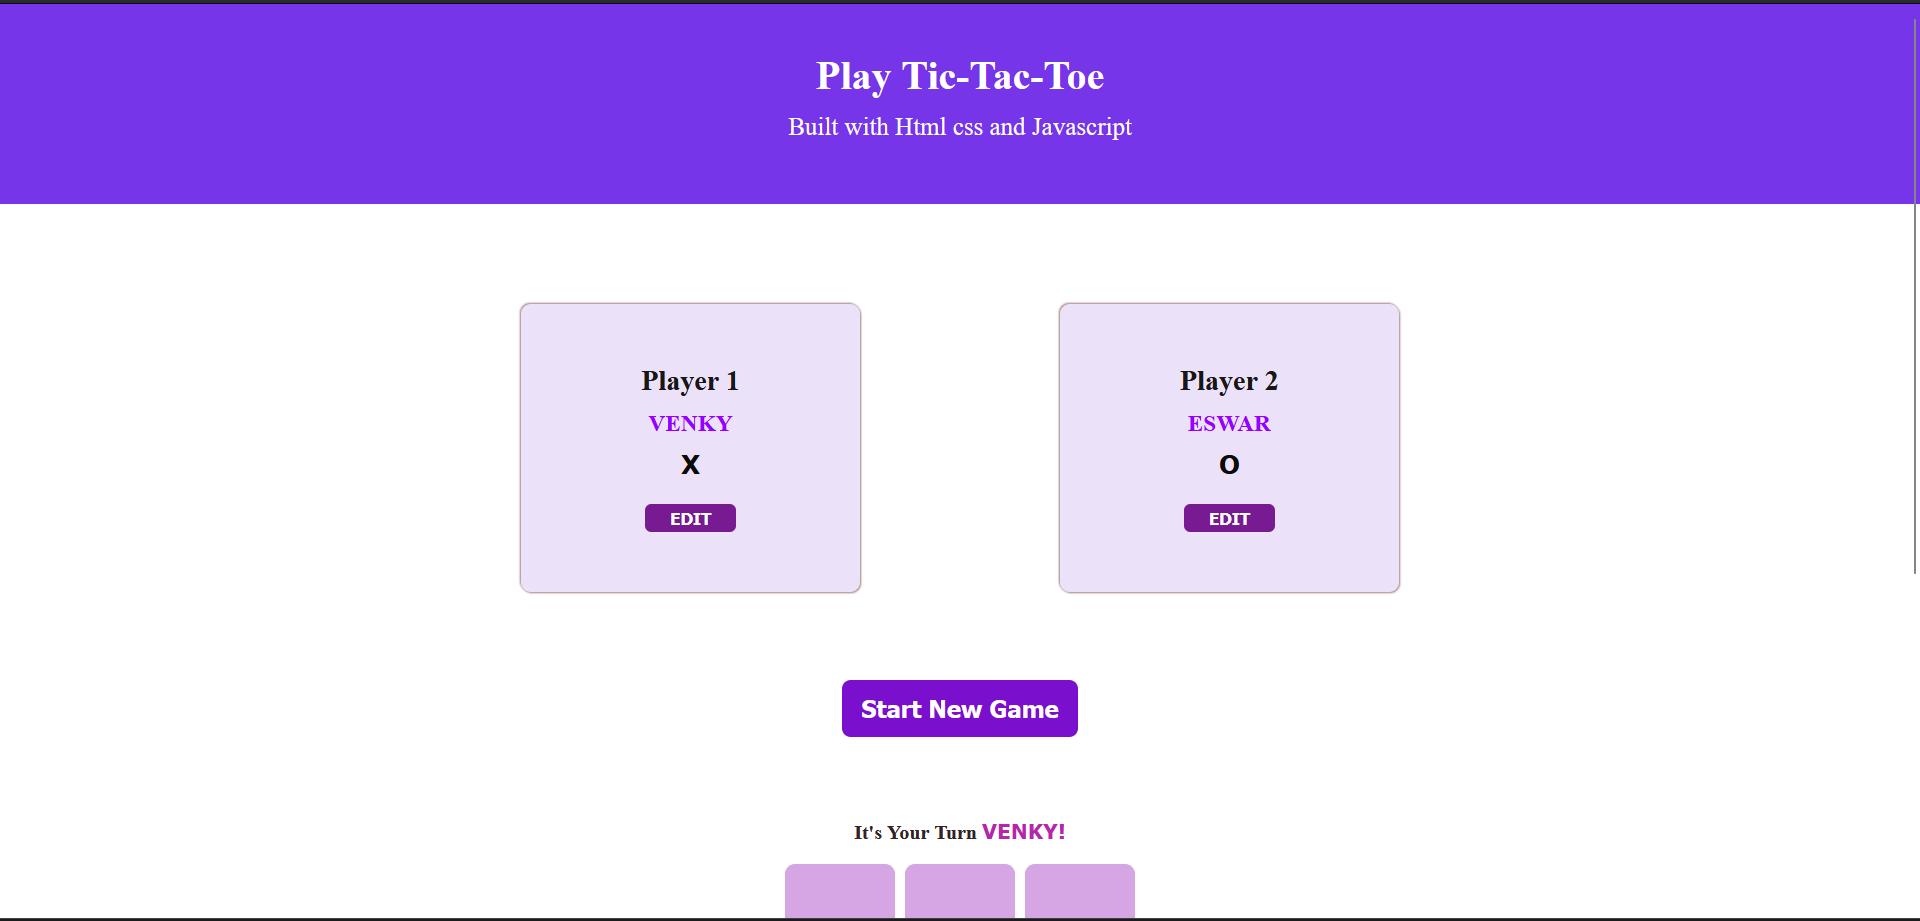 Play Tic-Tac-Toe
Built with Html css and Javascript
Player 1
VENKY
X
EDIT
Player 2
ESWAR
O
EDIT
Start New Game
It's Your Turn VENKY!